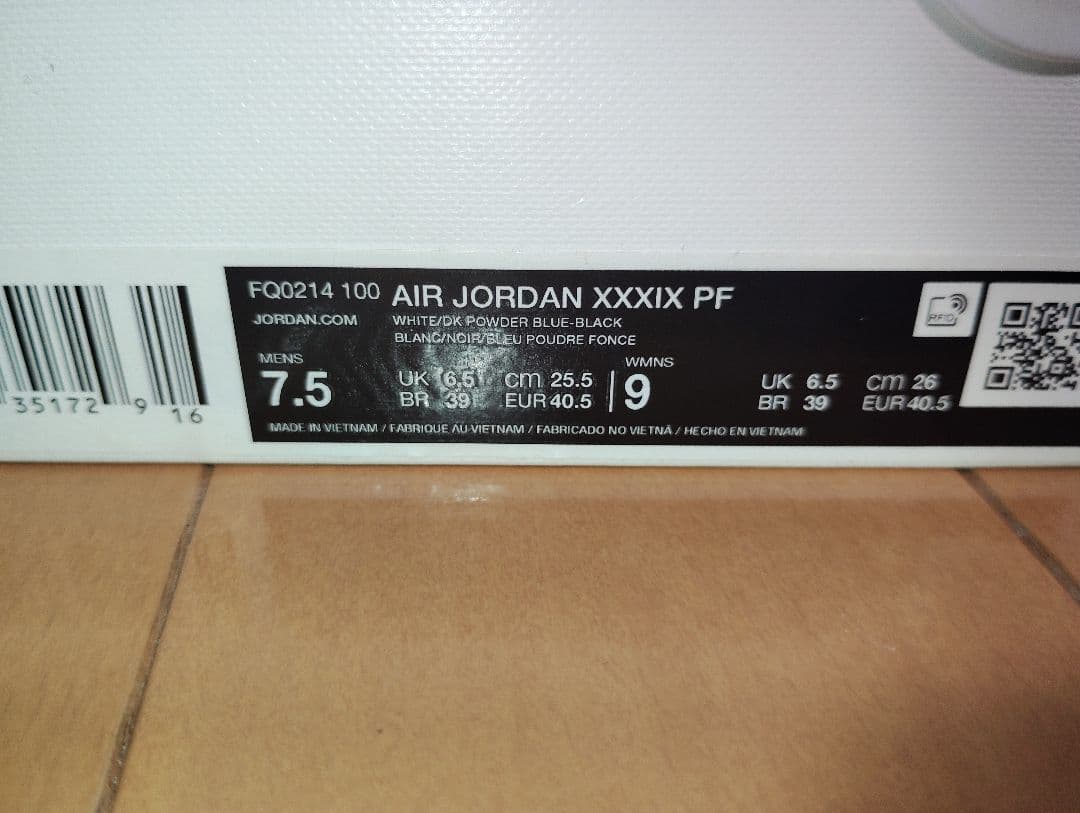 FQ0214 100 AIR JORDAN XXXIX PF
JORDAN.COM WHITE/DK POWDER BLUE-BLACK
BLANC/NOIR/BLEU POUDRE FONCE
MENS WMNS
7.5 UK 6.5 cm 25.5 9 UK 6.5 cm 26
BR 39 EUR 40.5 BR 39 EUR 40.5
MADE IN VIETNAM / FABRIQUE AU VIETNAM / FABRICADO NO VIETNÃ / HECHO EN VIETNAM
RFID
35172 9 16